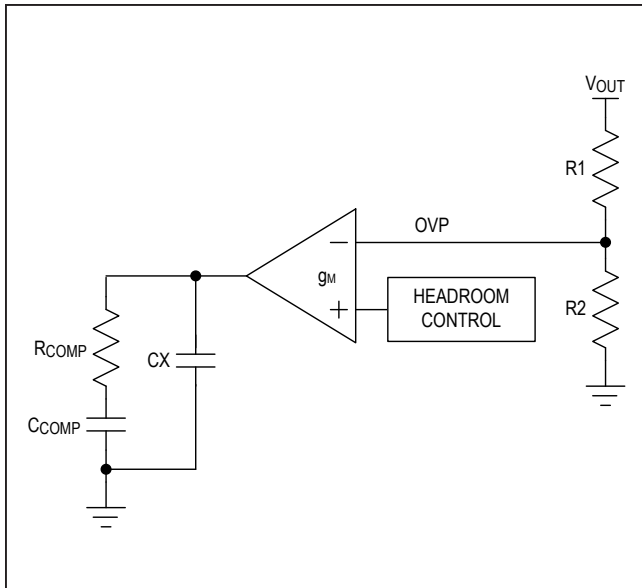 VOUT
R1
OVP
−
gM
+
HEADROOM
CONTROL
R2
RCOMP
CX
CCOMP